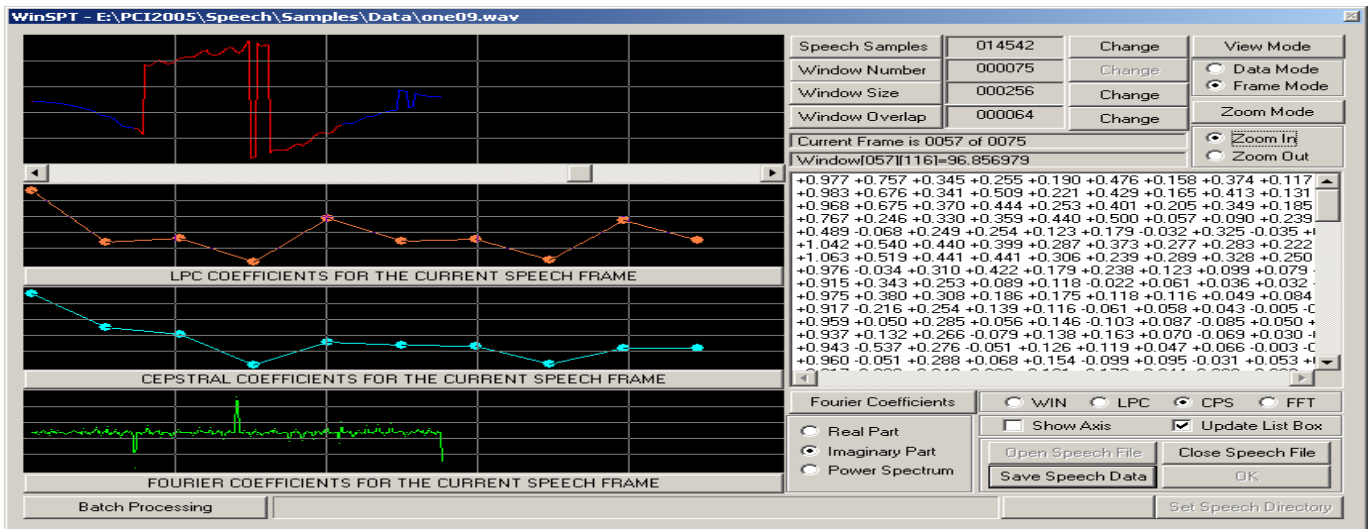 WinSPT - E:\PCI2005\Speech\Samples\Data\one09.wav
Speech Samples 014542 Change View Mode
Window Number 000075 Change Data Mode
Window Size 000256 Change Frame Mode
Window Overlap 000064 Change Zoom Mode
Current Frame is 0057 of 0075 Zoom In
Window[057][116]=96.856979 Zoom Out
+0.977 +0.757 +0.345 +0.255 +0.190 +0.476 +0.158 +0.374 +0.117
+0.983 +0.676 +0.341 +0.509 +0.221 +0.429 +0.165 +0.413 +0.131
+0.968 +0.675 +0.370 +0.444 +0.253 +0.401 +0.205 +0.349 +0.185
+0.767 +0.246 +0.330 +0.359 +0.440 +0.500 +0.057 +0.090 +0.239
+0.489 -0.068 +0.249 +0.254 +0.123 +0.179 -0.032 +0.325 -0.035
+1.042 +0.540 +0.440 +0.399 +0.287 +0.373 +0.277 +0.283 +0.222
+1.063 +0.519 +0.441 +0.441 +0.306 +0.239 +0.289 +0.328 +0.250
+0.976 -0.034 +0.310 +0.422 +0.179 +0.238 +0.123 +0.099 +0.079
+0.915 +0.343 +0.253 +0.089 +0.118 -0.022 +0.061 +0.036 +0.032
+0.975 +0.380 +0.308 +0.186 +0.175 +0.118 +0.116 +0.049 +0.084
+0.917 -0.216 +0.254 +0.139 +0.116 -0.061 +0.058 +0.043 -0.005
+0.959 +0.050 +0.285 +0.056 +0.146 -0.103 +0.087 -0.085 +0.050
+0.937 +0.132 +0.266 -0.079 +0.138 +0.163 +0.070 -0.069 +0.030
+0.943 -0.537 +0.276 -0.051 +0.126 +0.119 +0.047 +0.066 -0.003
+0.960 -0.051 +0.288 +0.068 +0.154 -0.099 +0.095 -0.031 +0.053
LPC COEFFICIENTS FOR THE CURRENT SPEECH FRAME
CEPSTRAL COEFFICIENTS FOR THE CURRENT SPEECH FRAME
FOURIER COEFFICIENTS FOR THE CURRENT SPEECH FRAME
Fourier Coefficients WIN LPC CPS FFT
Real Part Show Axis Update List Box
Imaginary Part Open Speech File Close Speech File
Power Spectrum Save Speech Data OK
Batch Processing Set Speech Directory